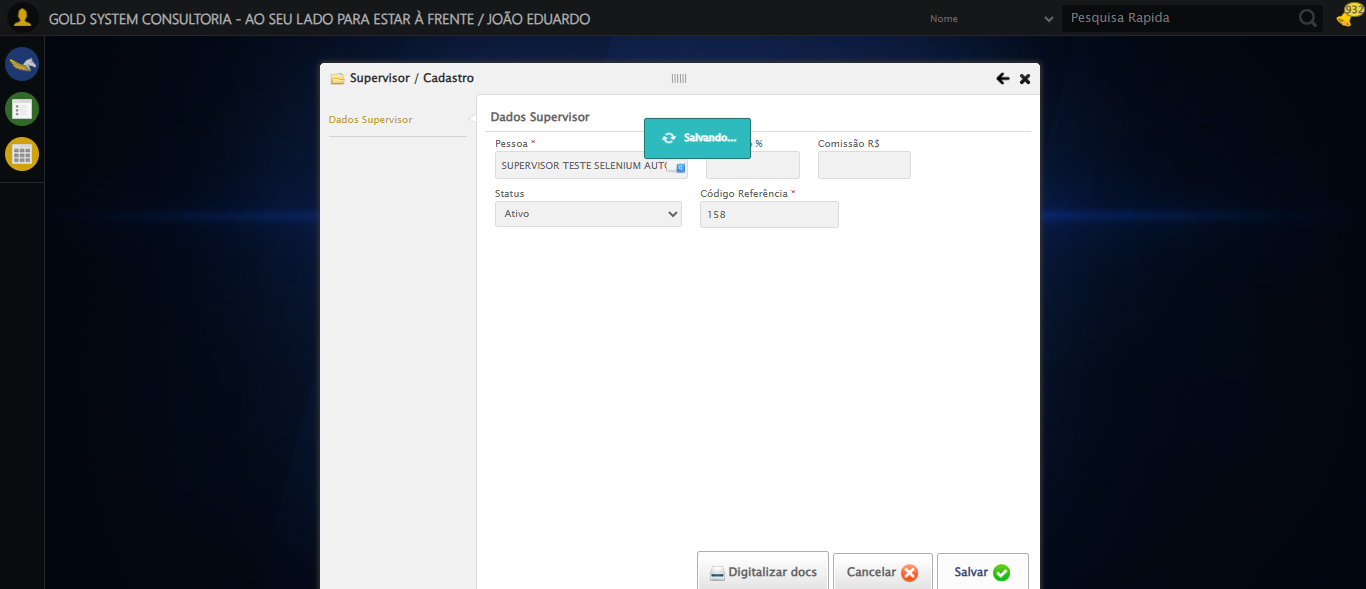 GOLD SYSTEM CONSULTORIA - AO SEU LADO PARA ESTAR À FRENTE / JOÃO EDUARDO
Nome
Pesquisa Rapida
932
Supervisor / Cadastro
Dados Supervisor
Dados Supervisor
Salvando...
Pessoa *
%
Comissão R$
SUPERVISOR TESTE SELENIUM AUTO
Status
Código Referência *
Ativo
158
Digitalizar docs
Cancelar
Salvar